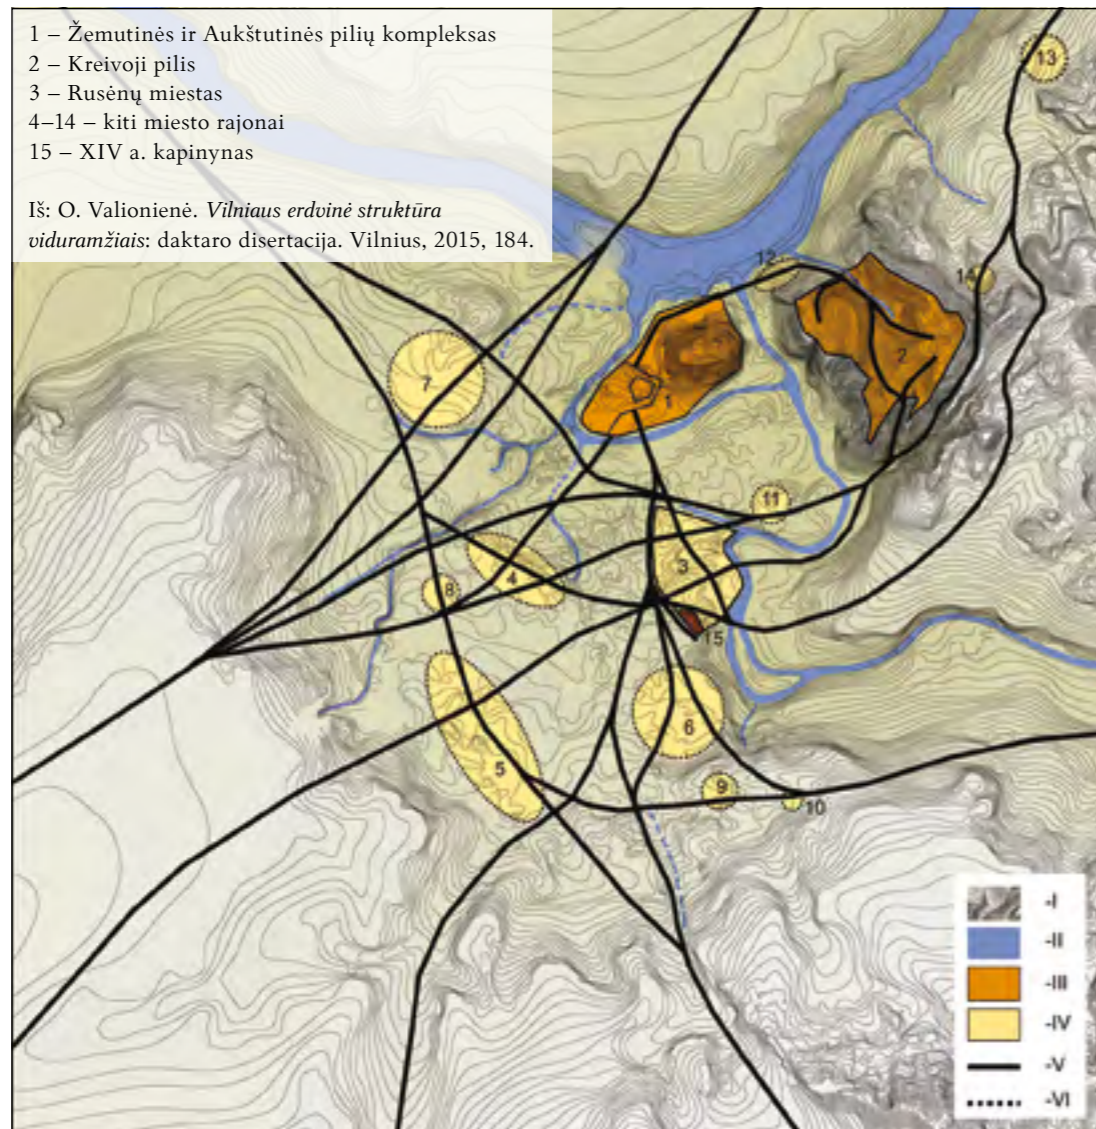 1 – Žemutinės ir Aukštutinės pilių kompleksas
2 – Kreivoji pilis
3 – Rusėnų miestas
4–14 – kiti miesto rajonai
15 – XIV a. kapinynas
Iš: O. Valionienė. Vilniaus erdvinė struktūra
viduramžiais: daktaro disertacija. Vilnius, 2015, 184.
13
12
14
2
7
1
11
3
4
8
15
6
5
9
10
-I
-II
-III
-IV
-V
-VI